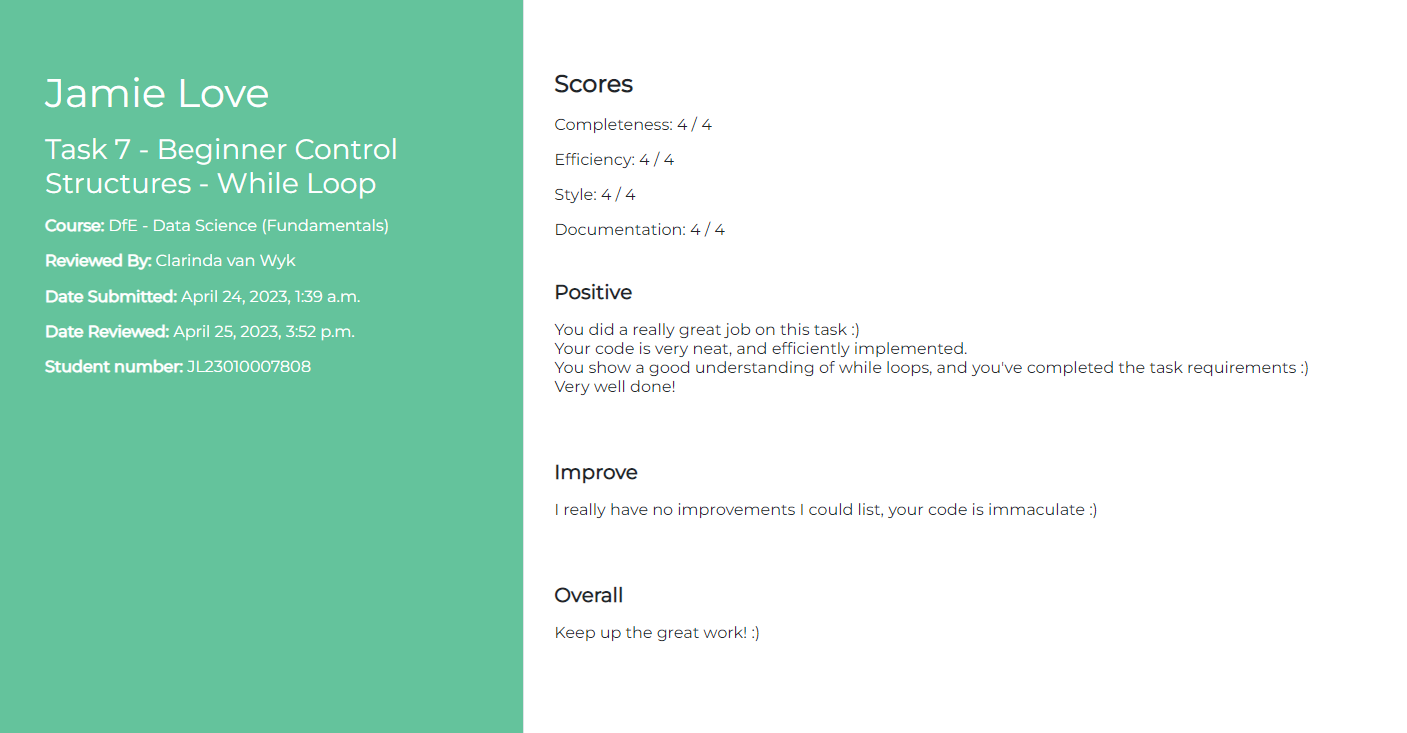 Jamie Love
Task 7 - Beginner Control
Structures - While Loop
Course: DfE - Data Science (Fundamentals)
Reviewed By: Clarinda van Wyk
Date Submitted: April 24, 2023, 1:39 a.m.
Date Reviewed: April 25, 2023, 3:52 p.m.
Student number: JL23010007808
Scores
Completeness: 4 / 4
Efficiency: 4 / 4
Style: 4 / 4
Documentation: 4 / 4
Positive
You did a really great job on this task :)
Your code is very neat, and efficiently implemented.
You show a good understanding of while loops, and you've completed the task requirements :)
Very well done!
Improve
I really have no improvements I could list, your code is immaculate :)
Overall
Keep up the great work! :)